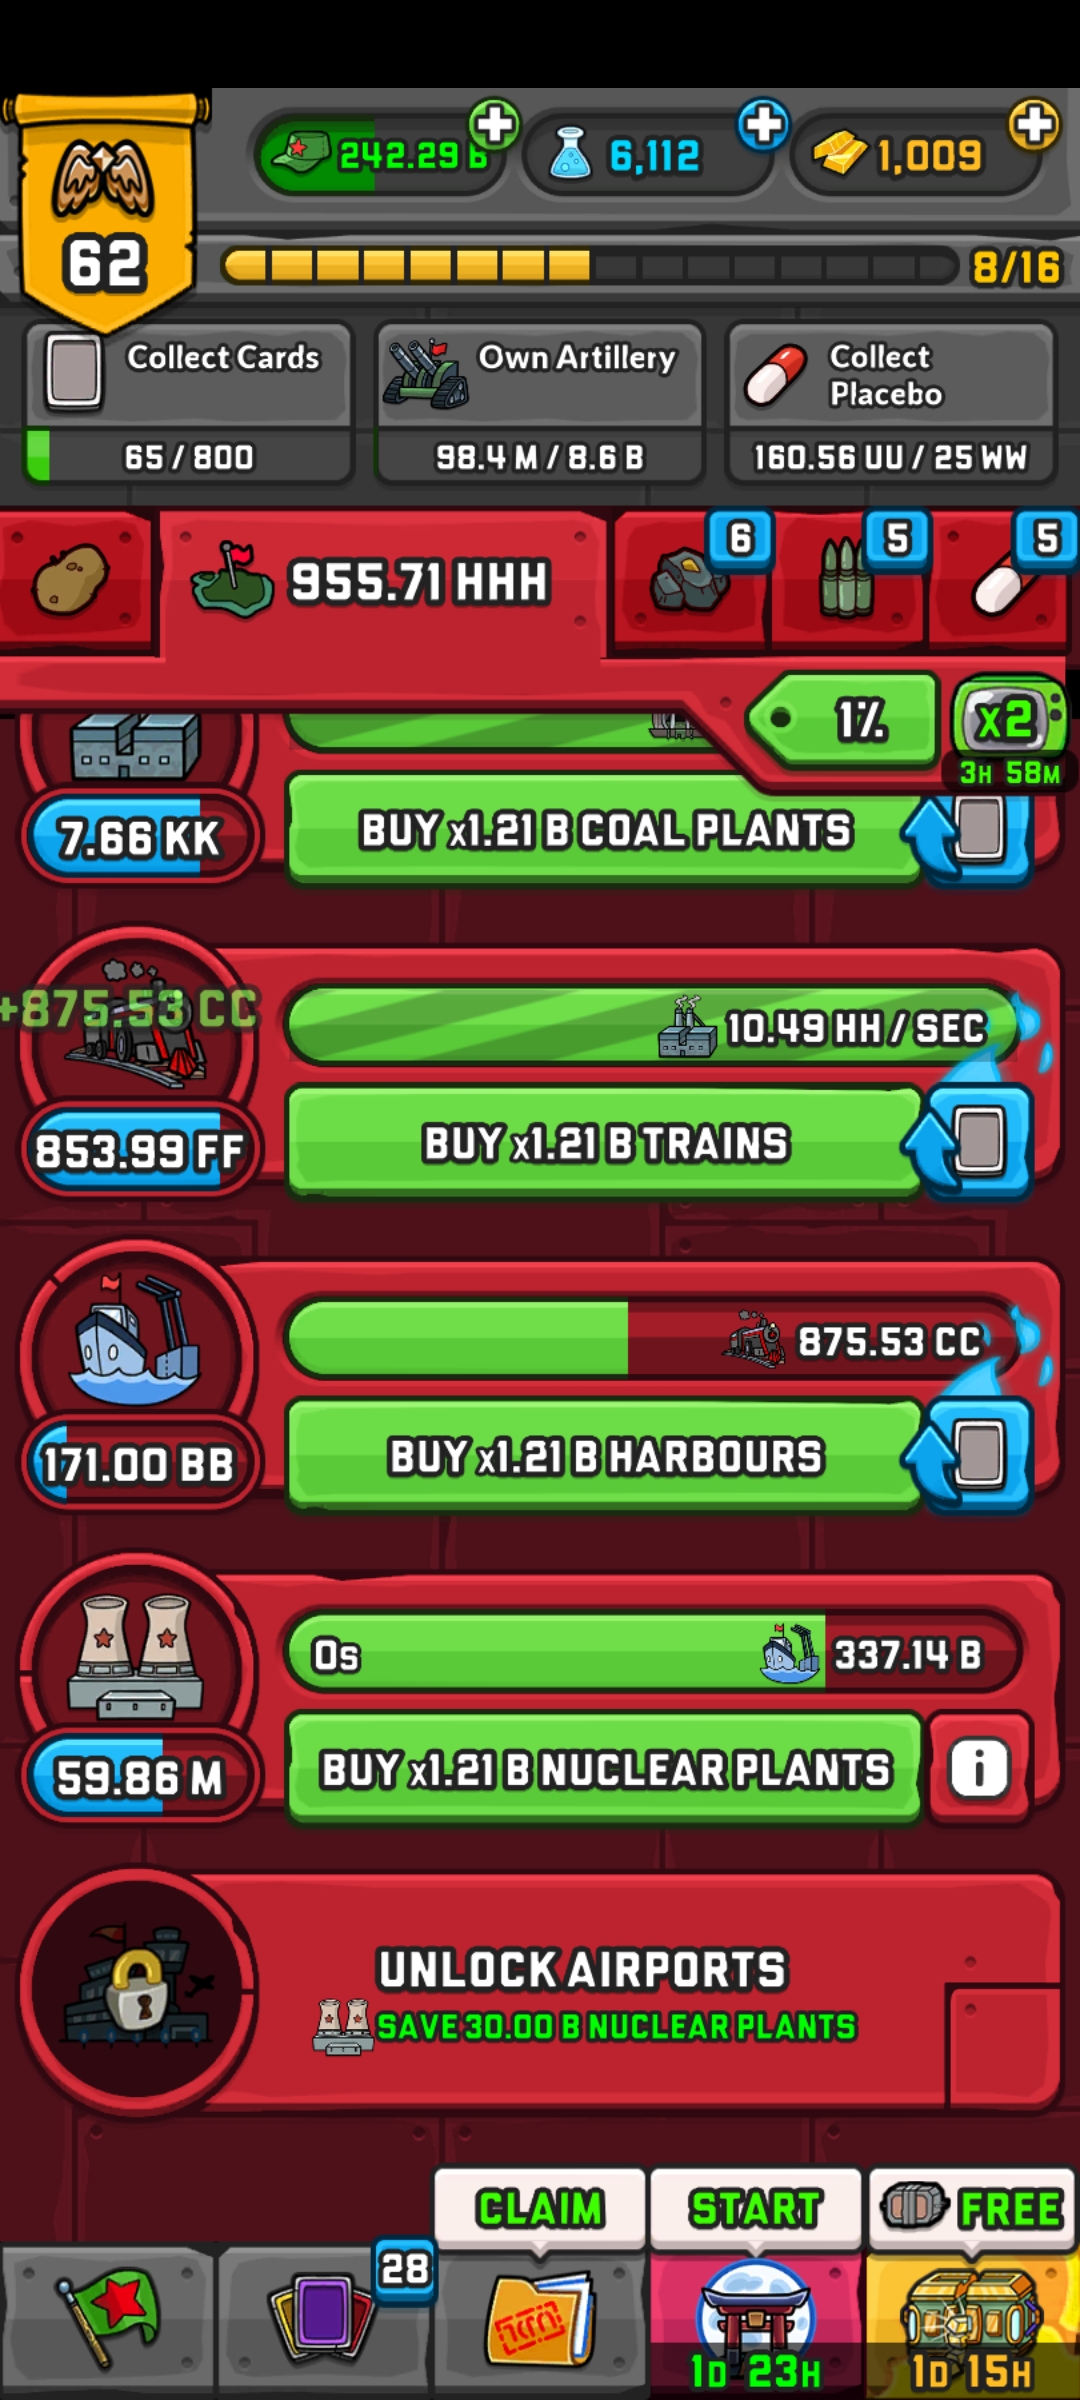 242.29 B
6,112
1,009
62
8/16
Collect Cards
65 / 800
Own Artillery
98.4 M / 8.6 B
Collect
Placebo
160.56 UU / 25 WW
955.71 HHH
6
5
5
1%
x2
3H 58M
7.66 KK
BUY x1.21 B COAL PLANTS
+875.53 CC
10.49 HH / SEC
853.99 FF
BUY x1.21 B TRAINS
875.53 CC
171.00 BB
BUY x1.21 B HARBOURS
0s
337.14 B
59.86 M
BUY x1.21 B NUCLEAR PLANTS
i
UNLOCK AIRPORTS
SAVE 30.00 B NUCLEAR PLANTS
CLAIM
START
FREE
28
1D 23H
1D 15H